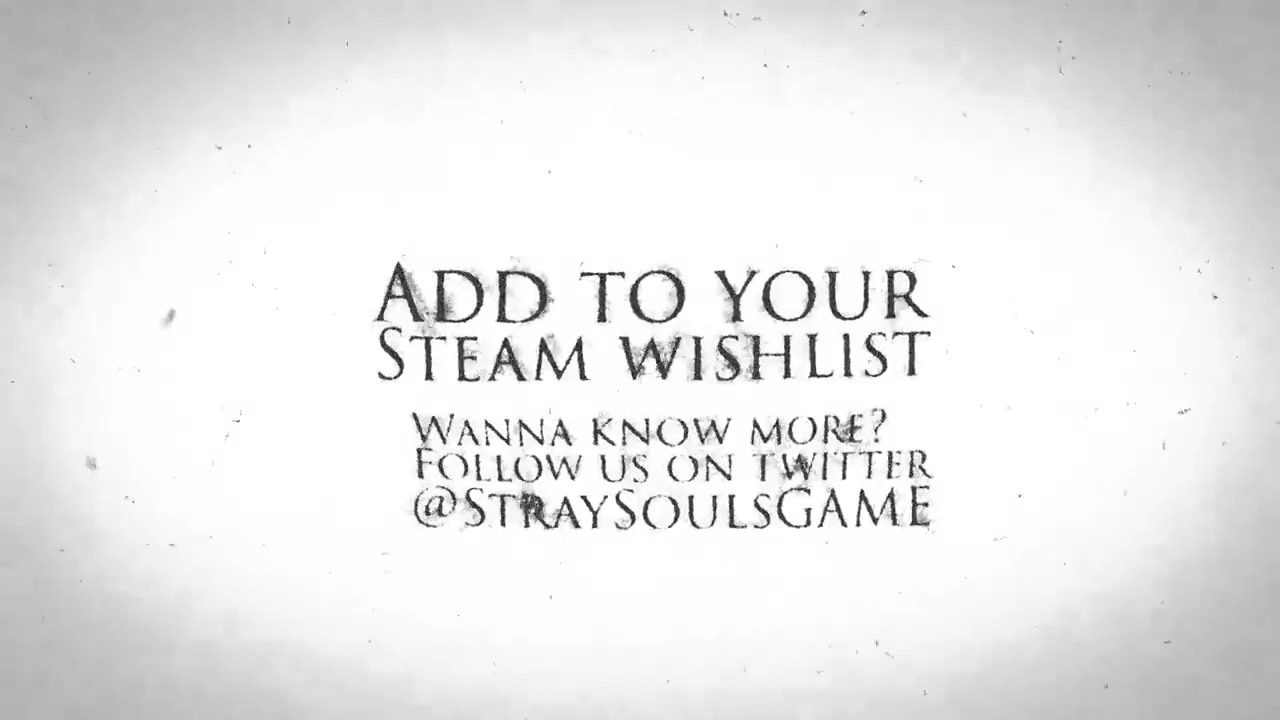 Add to your
Steam wishlist
Wanna know more?
Follow us on Twitter
@StraySoulsGame